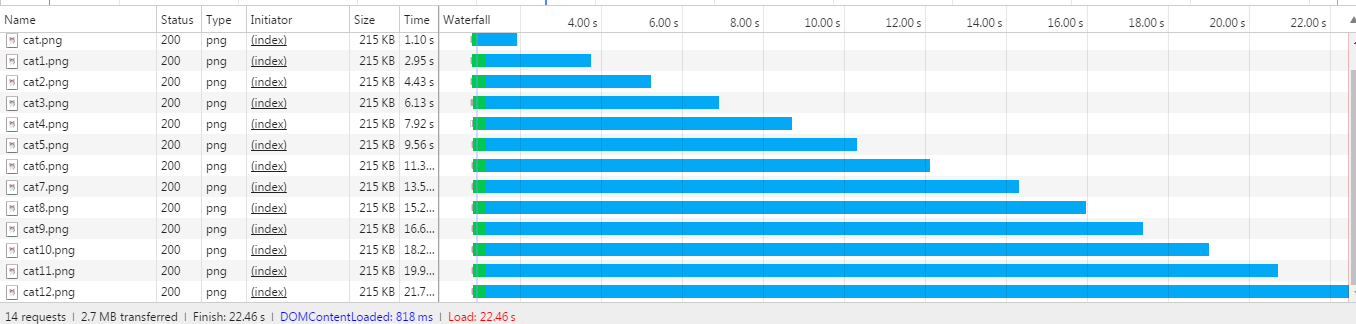 Name Status Type Initiator Size Time Waterfall 4.00 s 6.00 s 8.00 s 10.00 s 12.00 s 14.00 s 16.00 s 18.00 s 20.00 s 22.00 s
cat.png 200 png (index) 215 KB 1.10 s
cat1.png 200 png (index) 215 KB 2.95 s
cat2.png 200 png (index) 215 KB 4.43 s
cat3.png 200 png (index) 215 KB 6.13 s
cat4.png 200 png (index) 215 KB 7.92 s
cat5.png 200 png (index) 215 KB 9.56 s
cat6.png 200 png (index) 215 KB 11.3...
cat7.png 200 png (index) 215 KB 13.5...
cat8.png 200 png (index) 215 KB 15.2...
cat9.png 200 png (index) 215 KB 16.6...
cat10.png 200 png (index) 215 KB 18.2...
cat11.png 200 png (index) 215 KB 19.9...
cat12.png 200 png (index) 215 KB 21.7...
14 requests | 2.7 MB transferred | Finish: 22.46 s | DOMContentLoaded: 818 ms | Load: 22.46 s